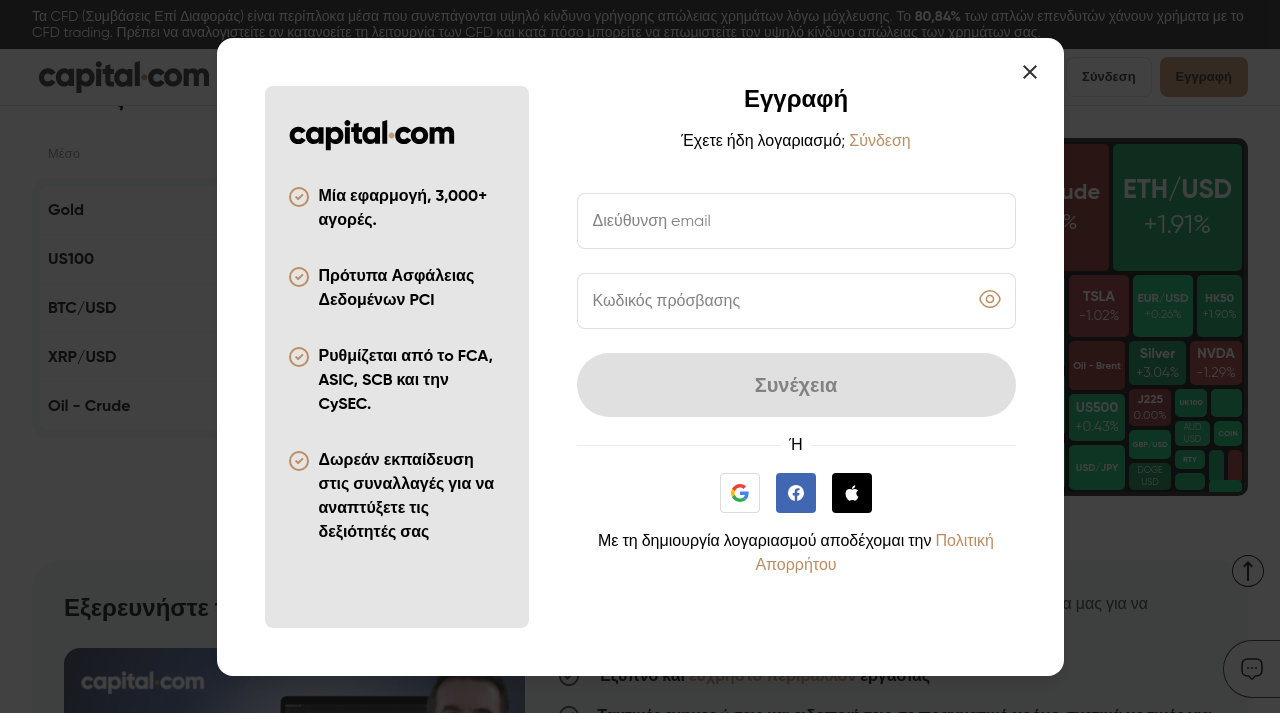 Τα CFD (Συμβάσεις Επί Διαφοράς) είναι περίπλοκα μέσα που συνεπάγονται υψηλό κίνδυνο γρήγορης απώλειας χρημάτων λόγω μόχλευσης. Το 80,84% των απλών επενδυτών χάνουν χρήματα με το
CFD trading. Πρέπει να αναλογιστείτε αν κατανοείτε τη λειτουργία των CFD και κατά πόσο μπορείτε να επωμιστείτε τον υψηλό κίνδυνο απώλειας των χρημάτων σας.
capital.com
Σύνδεση
Εγγραφή
Μέσο
Gold
US100
BTC/USD
XRP/USD
Oil - Crude
ETH/USD
+1.91%
TSLA
-1.02%
EUR/USD
+0.26%
HK50
+1.90%
Oil - Brent
Silver
+3.04%
NVDA
-1.29%
US500
+0.43%
J225
0.00%
UK100
GBP/USD
AUD
USD
COIN
USD/JPY
DOGE
USD
RTY
capital.com
Μία εφαρμογή, 3,000+
αγορές.
Πρότυπα Ασφάλειας
Δεδομένων PCI
Ρυθμίζεται από το FCA,
ASIC, SCB και την
CySEC.
Δωρεάν εκπαίδευση
στις συναλλαγές για να
αναπτύξετε τις
δεξιότητές σας
Εγγραφή
Έχετε ήδη λογαριασμό; Σύνδεση
Διεύθυνση email
Κωδικός πρόσβασης
Συνέχεια
Ή
Με τη δημιουργία λογαριασμού αποδέχομαι την Πολιτική
Απορρήτου
Εξερευνήστε
μας για να
capital.com
Έξυπνο και εύχρηστο περιβάλλον εργασίας